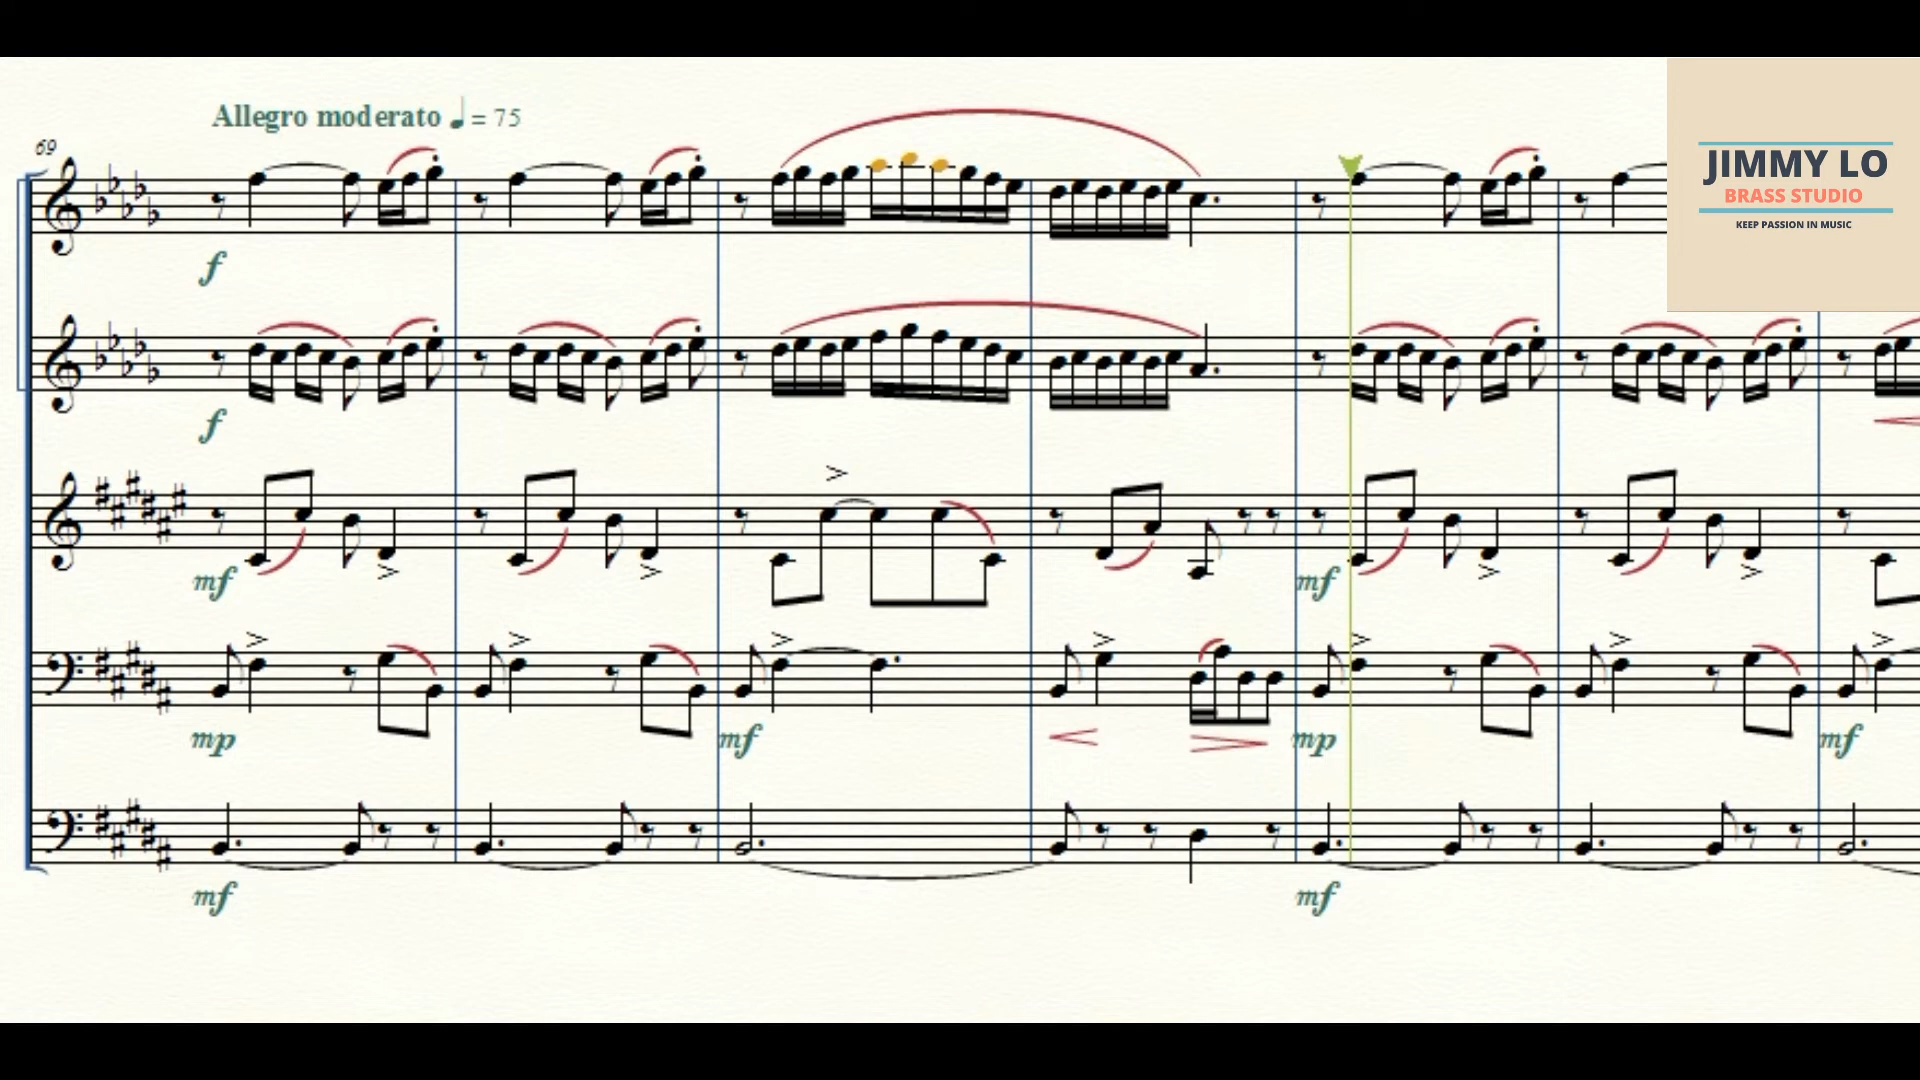 Allegro moderato ♩ = 75
69
JIMMY LO
BRASS STUDIO
KEEP PASSION IN MUSIC
f
f
mf
mf
mp
mf
mp
mf
mf
mf